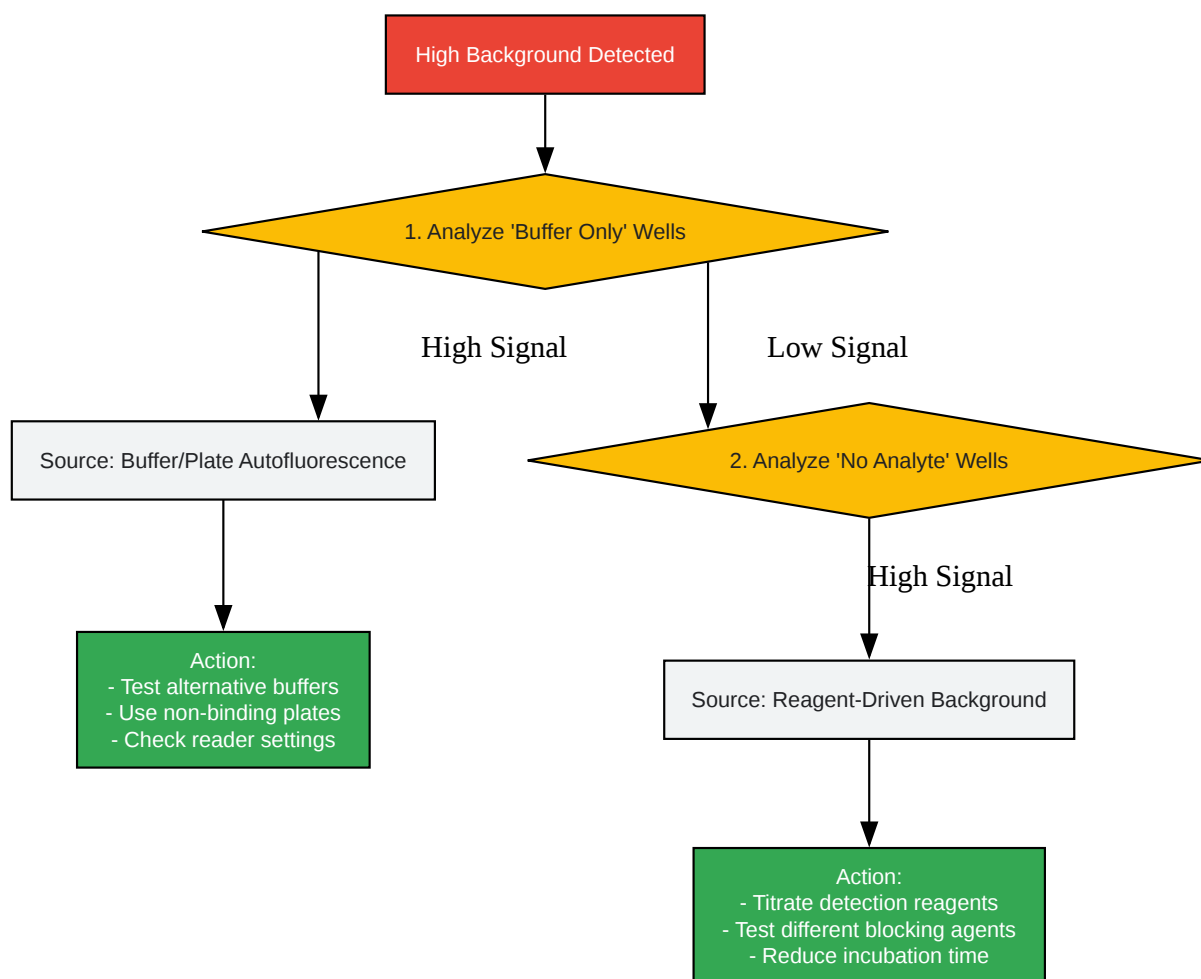 High Background Detected
1. Analyze 'Buffer Only' Wells
High Signal
Low Signal
Source: Buffer/Plate Autofluorescence
2. Analyze 'No Analyte' Wells
High Signal
Action:
- Test alternative buffers
- Use non-binding plates
- Check reader settings
Source: Reagent-Driven Background
Action:
- Titrate detection reagents
- Test different blocking agents
- Reduce incubation time